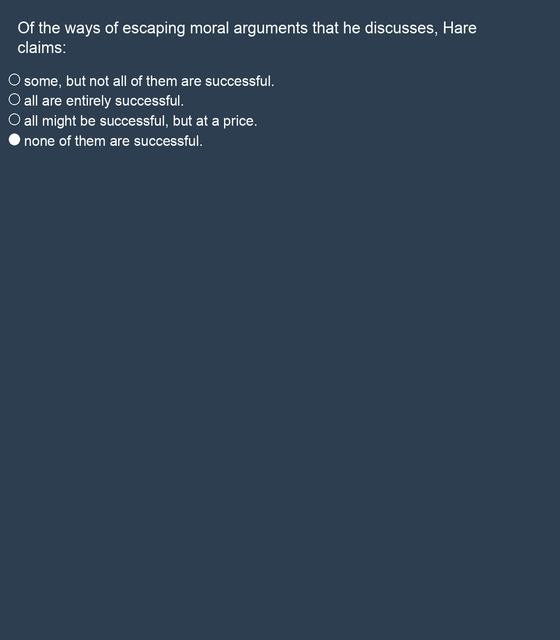 Of the ways of escaping moral arguments that he discusses, Hare
claims:
some, but not all of them are successful.
all are entirely successful.
all might be successful, but at a price.
none of them are successful.